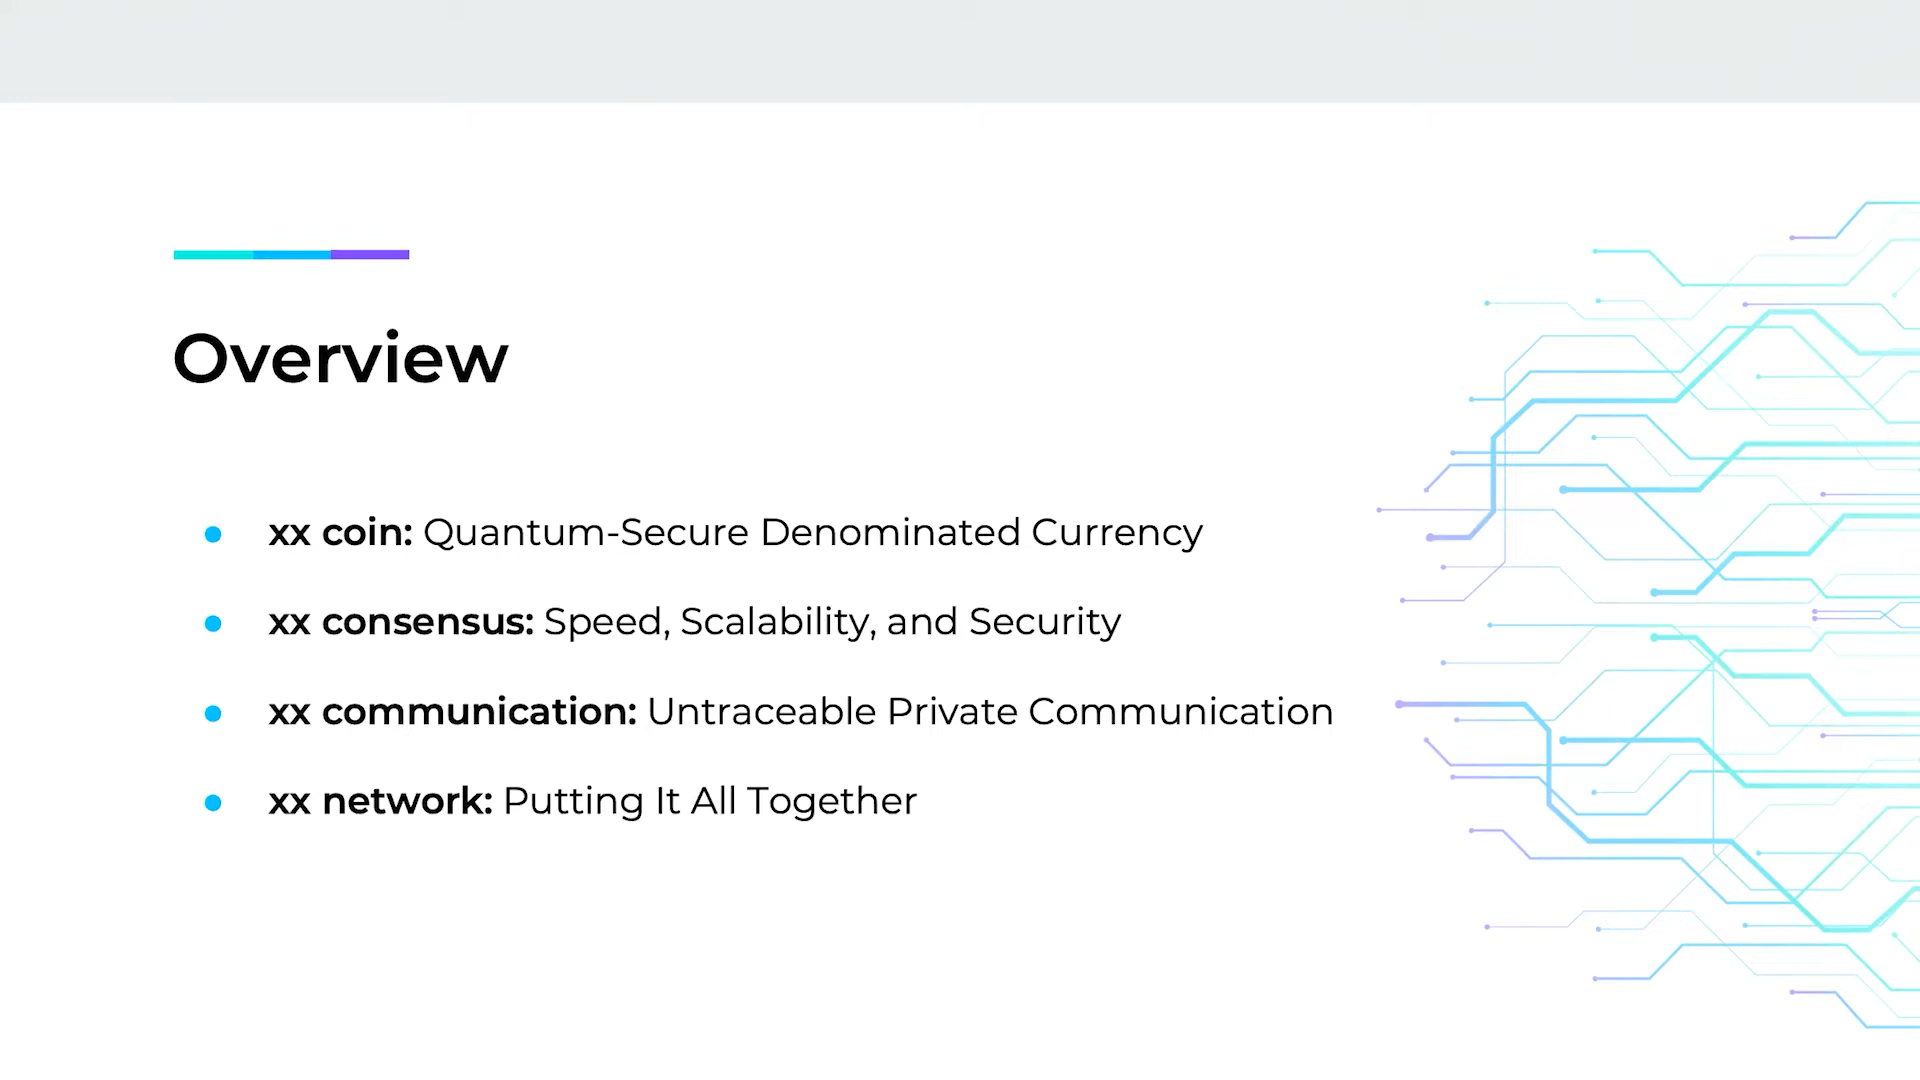 Overview
xx coin: Quantum-Secure Denominated Currency
xx consensus: Speed, Scalability, and Security
xx communication: Untraceable Private Communication
xx network: Putting It All Together